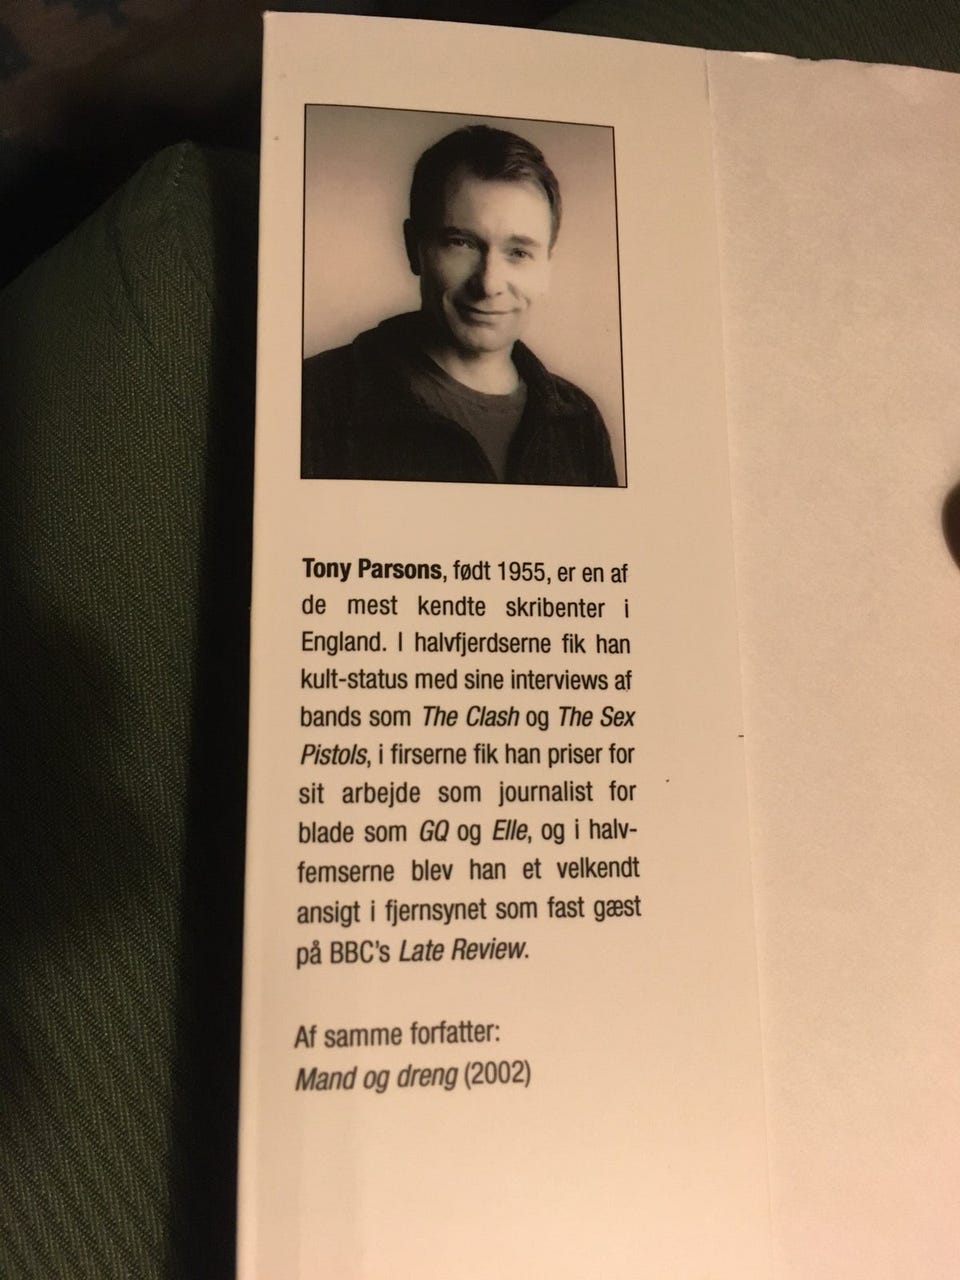 Tony Parsons, født 1955, er en af
de mest kendte skribenter i
England. I halvfjerdserne fik han
kult-status med sine interviews af
bands som The Clash og The Sex
Pistols, i firserne fik han priser for
sit arbejde som journalist for
blade som GQ og Elle, og i halv-
femserne blev han et velkendt
ansigt i fjernsynet som fast gæst
på BBC's Late Review.
Af samme forfatter:
Mand og dreng (2002)